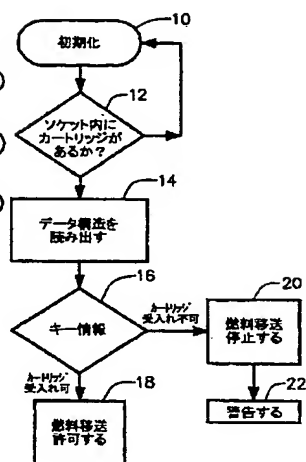 10
初期化
12
ソケット内に
カートリッジが
あるか?
14
データ構造を
読み出す
16
キー情報
カートリッジ
受入れ不可
20
燃料移送
停止する
22
警告する
カートリッジ
受入れ可
18
燃料移送
許可する